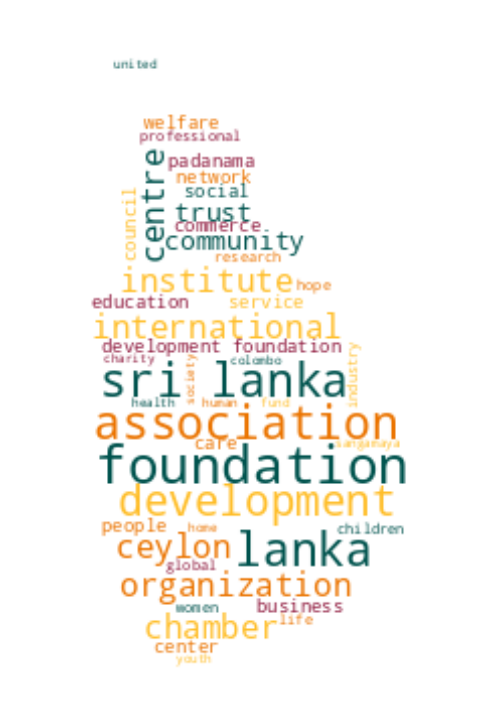 united
welfare
professional
centre
padanama
network
social
council
trust
commerce
community
research
institute
hope
education
service
international
development foundation
charity
colombo
society
industry
sri lanka
health
human
fund
association
care
sangamaya
foundation
development
people
home
children
ceylon
lanka
global
organization
women
business
chamber
life
center
youth